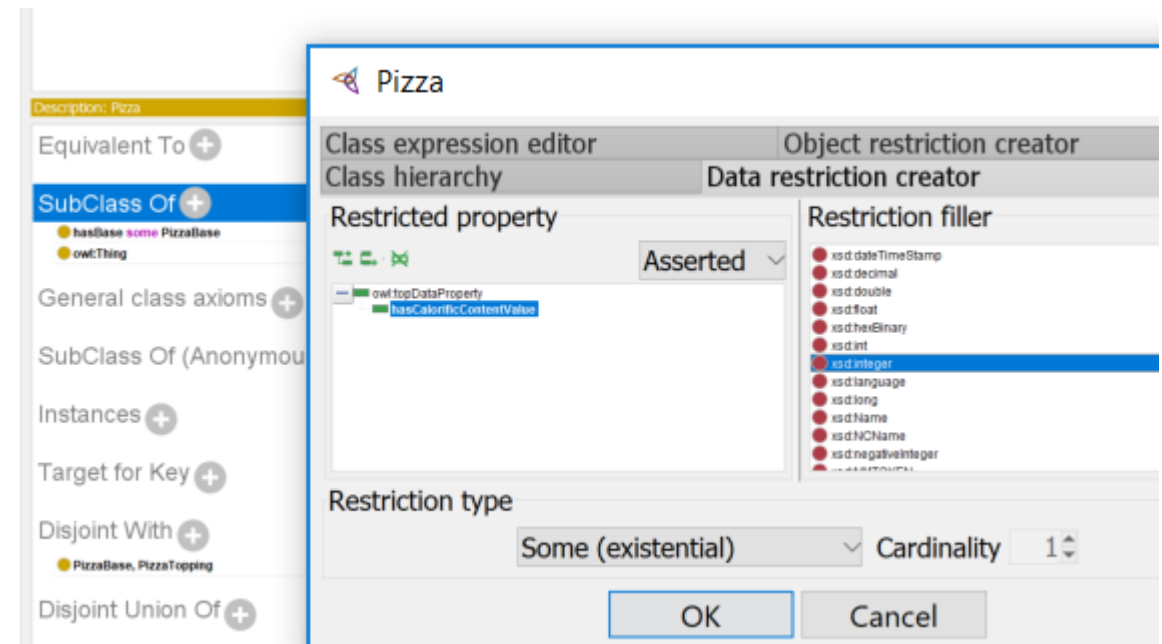 Description: Pizza
Equivalent To
SubClass Of
hasBase some PizzaBase
owl:Thing
General class axioms
SubClass Of (Anonymou
Instances
Target for Key
Disjoint With
PizzaBase, PizzaTopping
Disjoint Union Of
Pizza
Class expression editor
Object restriction creator
Class hierarchy
Data restriction creator
Restricted property
Asserted
owl:topDataProperty
hasCalorificContentValue
Restriction filler
xsd:dateTimeStamp
xsd:decimal
xsd:double
xsd:float
xsd:hexBinary
xsd:int
xsd:integer
xsd:language
xsd:long
xsd:Name
xsd:NCName
xsd:negativeInteger
Restriction type
Some (existential)
Cardinality 1
OK
Cancel